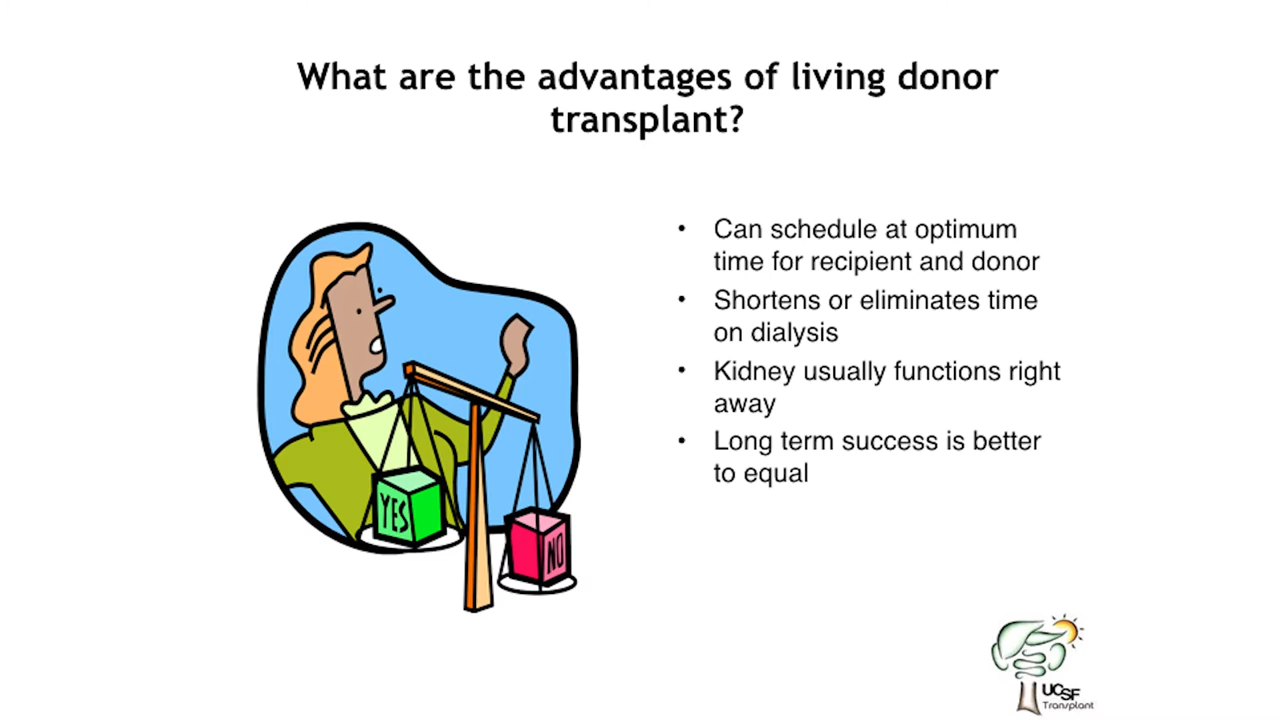 What are the advantages of living donor
transplant?
• Can schedule at optimum
time for recipient and donor
• Shortens or eliminates time
on dialysis
• Kidney usually functions right
away
• Long term success is better
to equal
YES
NO
UCSF
Transplant